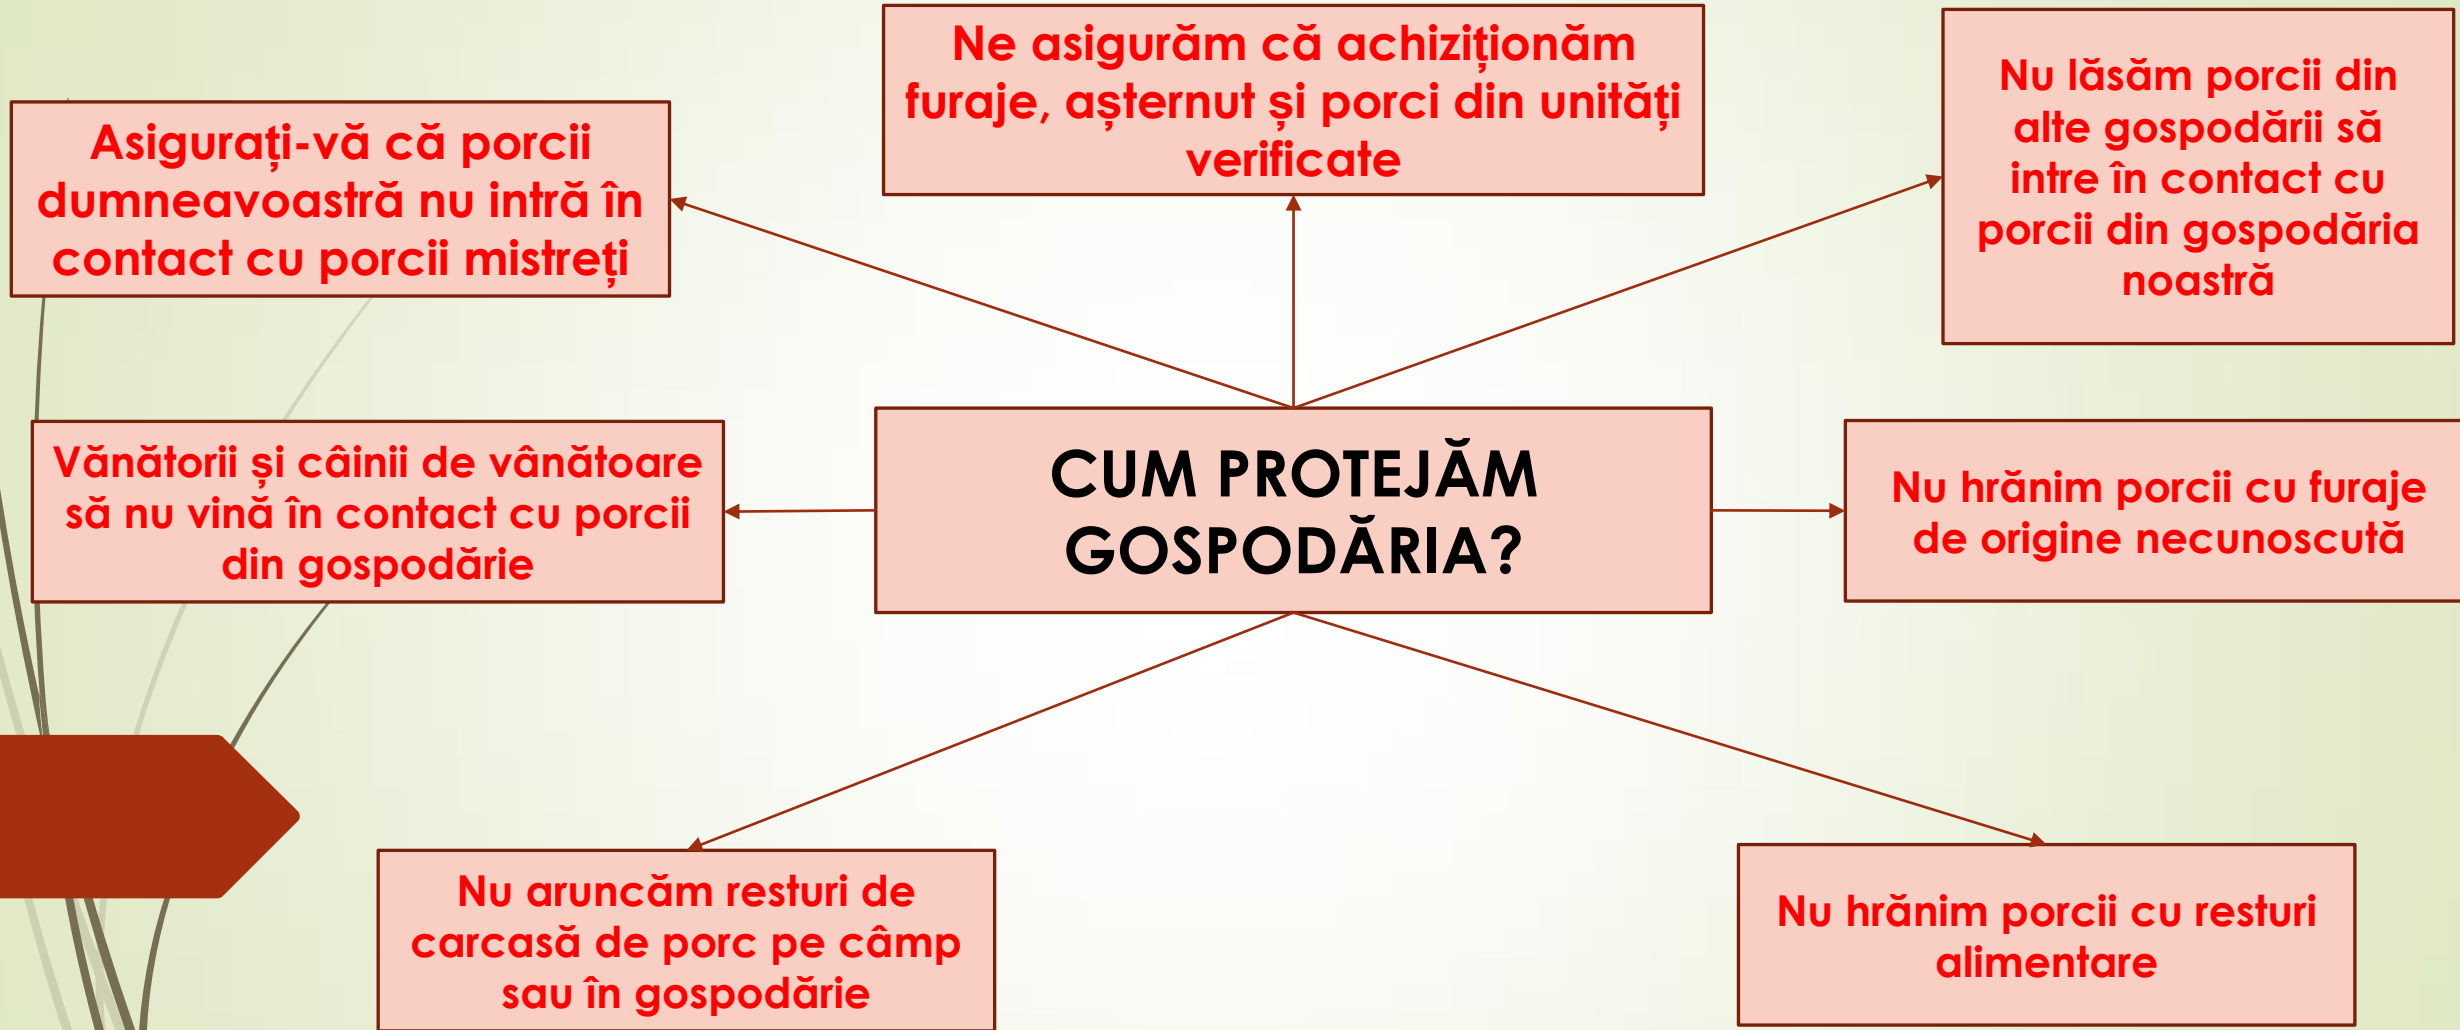 Ne asigurăm că achiziționăm
furaje, așternut și porci din unități
verificate
Nu lăsăm porcii din
alte gospodării să
intre în contact cu
porcii din gospodăria
noastră
Asigurați-vă că porcii
dumneavoastră nu intră în
contact cu porcii mistreți
Vănătorii și câinii de vânătoare
să nu vină în contact cu porcii
din gospodărie
CUM PROTEJĂM
GOSPODĂRIA?
Nu hrănim porcii cu furaje
de origine necunoscută
Nu aruncăm resturi de
carcasă de porc pe câmp
sau în gospodărie
Nu hrănim porcii cu resturi
alimentare